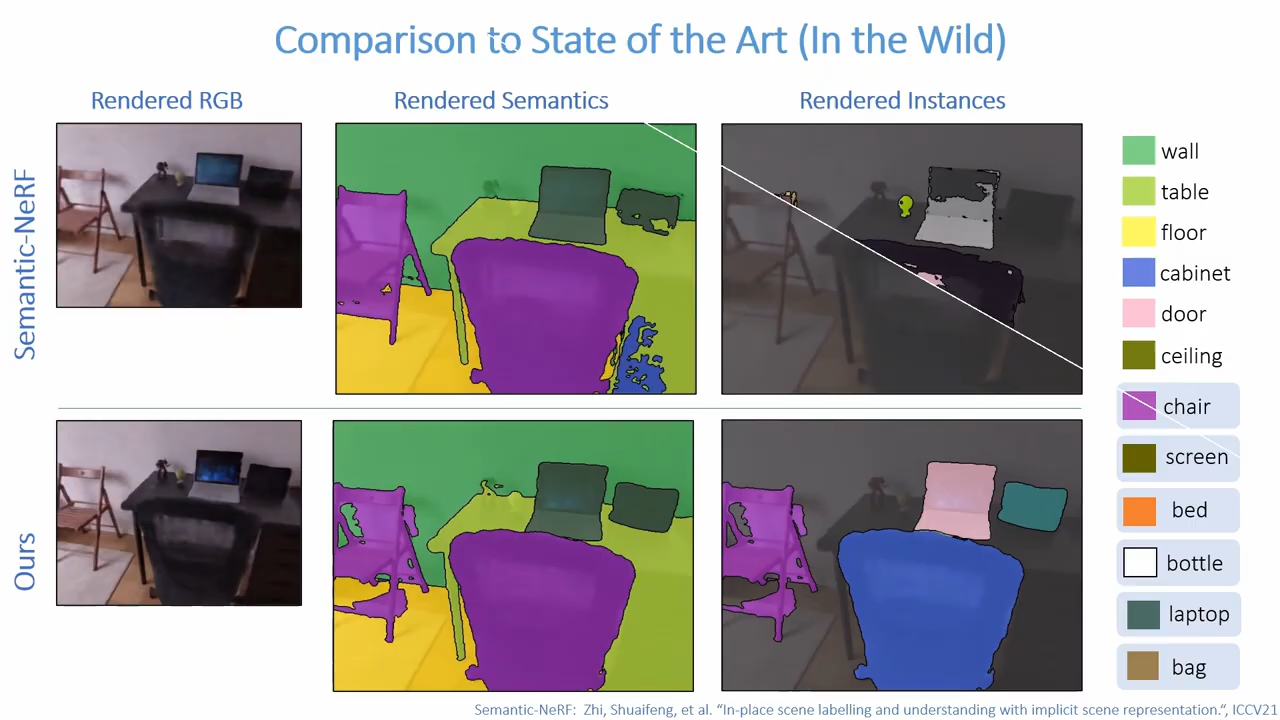 Comparison to State of the Art (In the Wild)
Rendered RGB
Rendered Semantics
Rendered Instances
Semantic-NeRF
Ours
wall
table
floor
cabinet
door
ceiling
chair
screen
bed
bottle
laptop
bag
Semantic-NeRF: Zhi, Shuaifeng, et al. “In-place scene labelling and understanding with implicit scene representation.“, ICCV21